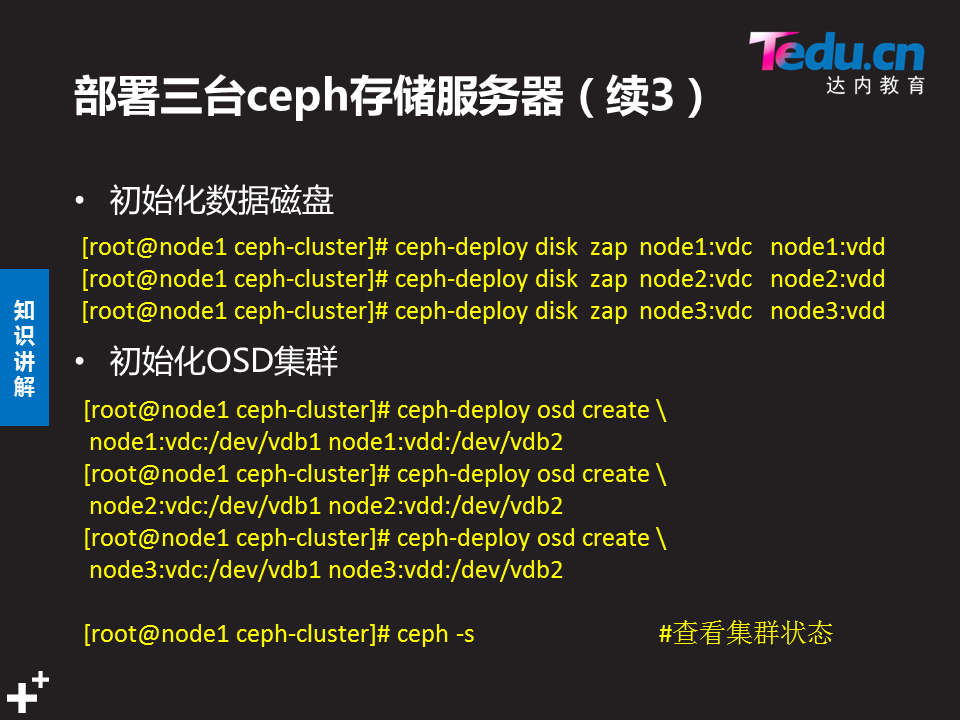 Tedu.cn
达内教育
部署三台ceph存储服务器（续3）
• 初始化数据磁盘
[root@node1 ceph-cluster]# ceph-deploy disk  zap  node1:vdc   node1:vdd
[root@node1 ceph-cluster]# ceph-deploy disk  zap  node2:vdc   node2:vdd
[root@node1 ceph-cluster]# ceph-deploy disk  zap  node3:vdc   node3:vdd
知识讲解
• 初始化OSD集群
[root@node1 ceph-cluster]# ceph-deploy osd create \
node1:vdc:/dev/vdb1 node1:vdd:/dev/vdb2
[root@node1 ceph-cluster]# ceph-deploy osd create \
node2:vdc:/dev/vdb1 node2:vdd:/dev/vdb2
[root@node1 ceph-cluster]# ceph-deploy osd create \
node3:vdc:/dev/vdb1 node3:vdd:/dev/vdb2
[root@node1 ceph-cluster]# ceph -s #查看集群状态